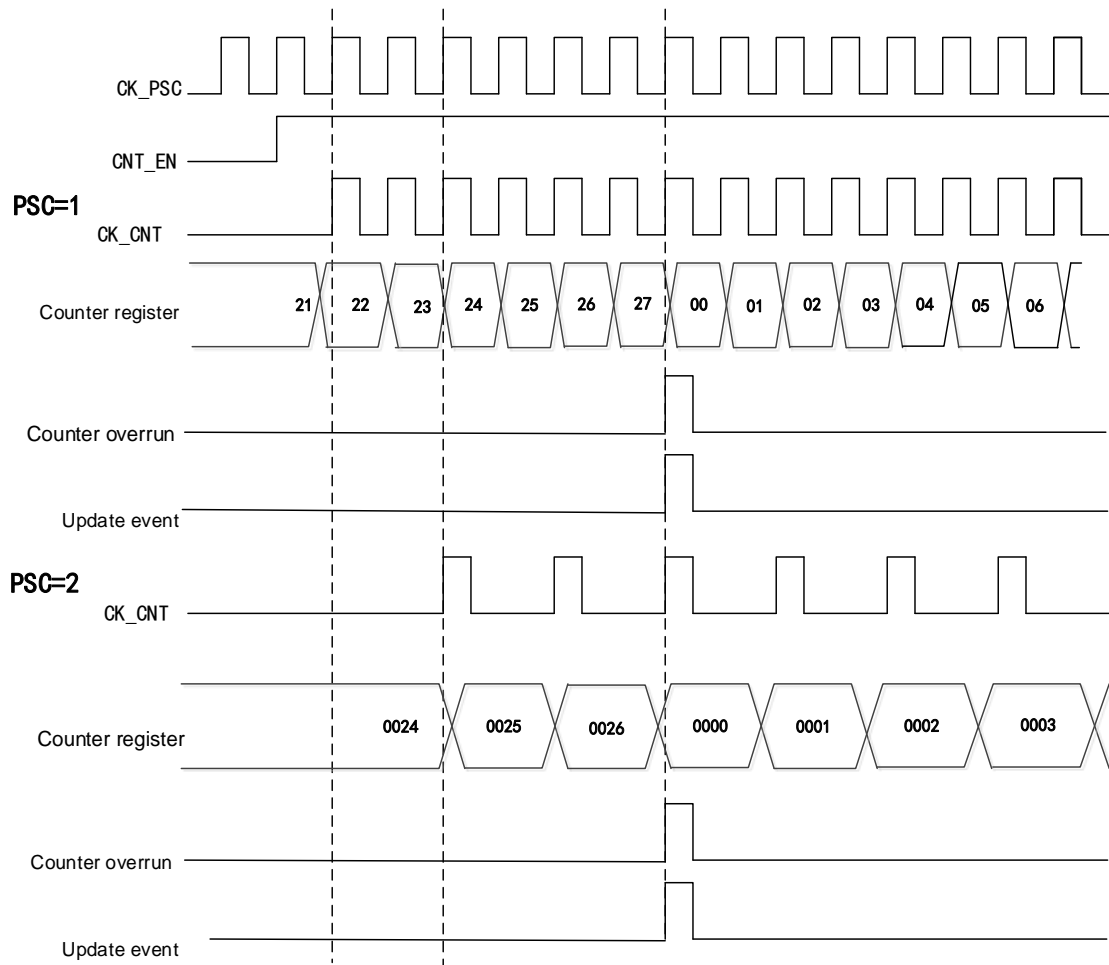 CK_PSC
CNT_EN
PSC=1
CK_CNT
Counter register 21 22 23 24 25 26 27 00 01 02 03 04 05 06
Counter overrun
Update event
PSC=2
CK_CNT
Counter register 0024 0025 0026 0000 0001 0002 0003
Counter overrun
Update event